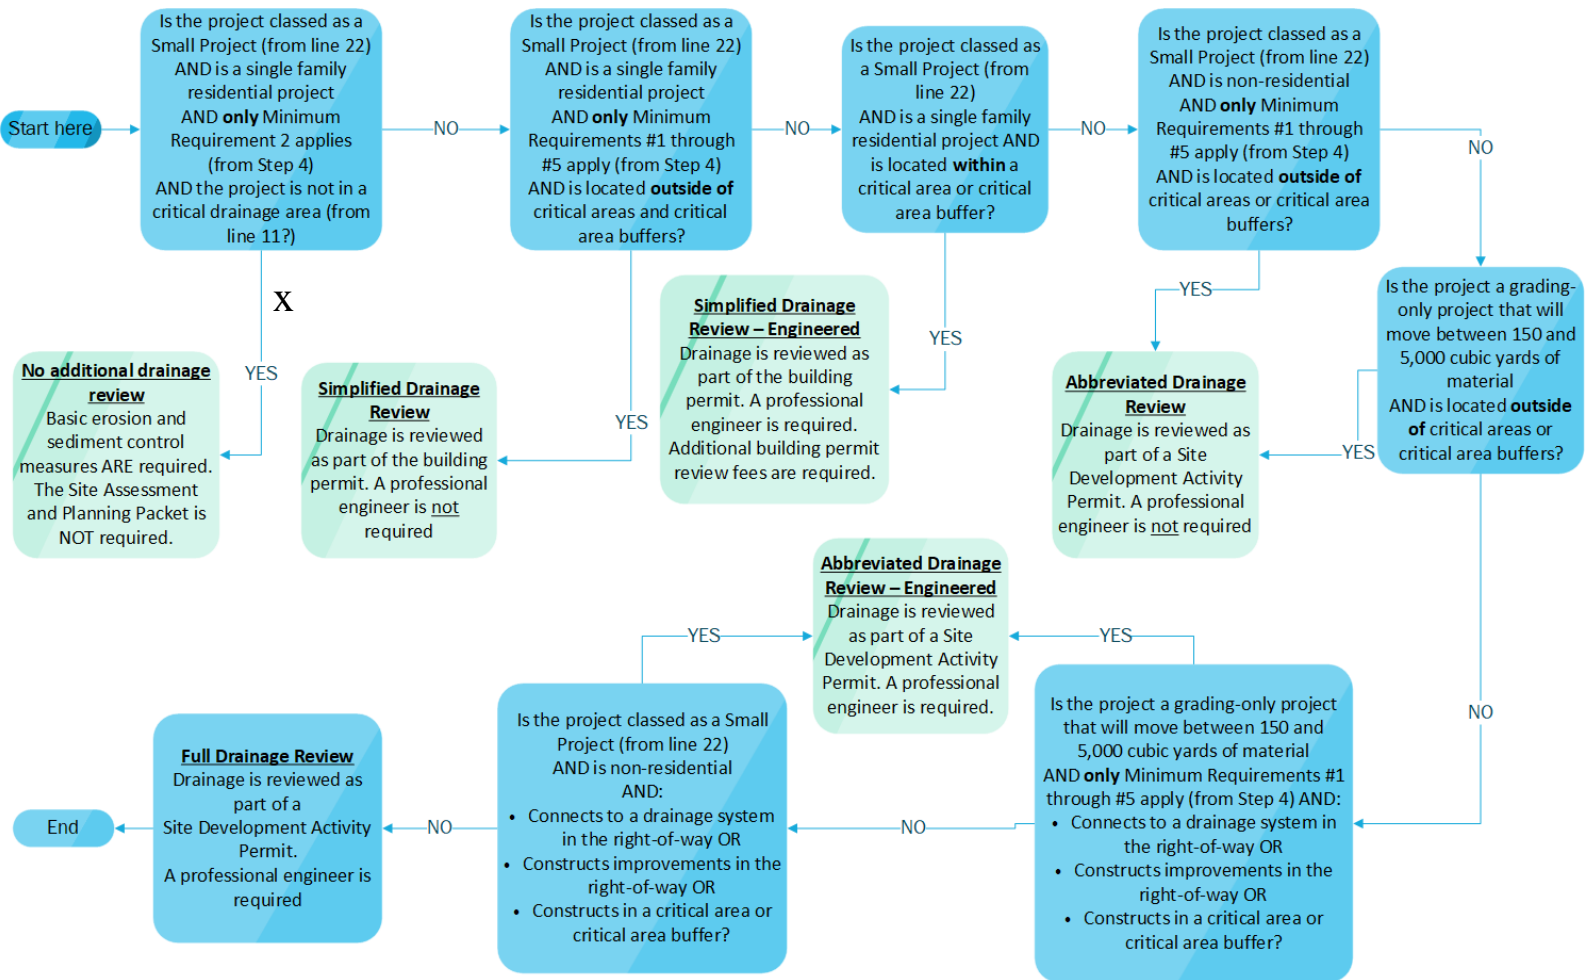 Start here
Is the project classed as a
Small Project (from line 22)
AND is a single family
residential project
AND only Minimum
Requirement 2 applies
(from Step 4)
AND the project is not in a
critical drainage area (from
line 11?)
NO
Is the project classed as a
Small Project (from line 22)
AND is a single family
residential project
AND only Minimum
Requirements #1 through
#5 apply (from Step 4)
AND is located outside of
critical areas and critical
area buffers?
NO
Is the project classed as
a Small Project (from
line 22)
AND is a single family
residential project AND
is located within a
critical area or critical
area buffer?
NO
Is the project classed as a
Small Project (from line 22)
AND is non-residential
AND only Minimum
Requirements #1 through
#5 apply (from Step 4)
AND is located outside of
critical areas or critical area
buffers?
NO
X
YES
No additional drainage
review
Basic erosion and
sediment control
measures ARE required.
The Site Assessment
and Planning Packet is
NOT required.
YES
Simplified Drainage
Review
Drainage is reviewed
as part of the building
permit. A professional
engineer is not
required
YES
Simplified Drainage
Review – Engineered
Drainage is reviewed as
part of the building
permit. A professional
engineer is required.
Additional building permit
review fees are required.
YES
Abbreviated Drainage
Review
Drainage is reviewed as
part of a Site
Development Activity
Permit. A professional
engineer is not required
Is the project a grading-
only project that will
move between 150 and
5,000 cubic yards of
material
AND is located outside
of critical areas or
critical area buffers?
YES
NO
Is the project a grading-only project
that will move between 150 and
5,000 cubic yards of material
AND only Minimum Requirements #1
through #5 apply (from Step 4) AND:
• Connects to a drainage system in
the right-of-way OR
• Constructs improvements in the
right-of-way OR
• Constructs in a critical area or
critical area buffer?
YES
Abbreviated Drainage
Review – Engineered
Drainage is reviewed
as part of a Site
Development Activity
Permit. A professional
engineer is required.
NO
Is the project classed as a Small
Project (from line 22)
AND is non-residential
AND:
• Connects to a drainage system
in the right-of-way OR
• Constructs improvements in the
right-of-way OR
• Constructs in a critical area or
critical area buffer?
YES
NO
Full Drainage Review
Drainage is reviewed as
part of a
Site Development Activity
Permit.
A professional engineer is
required
End